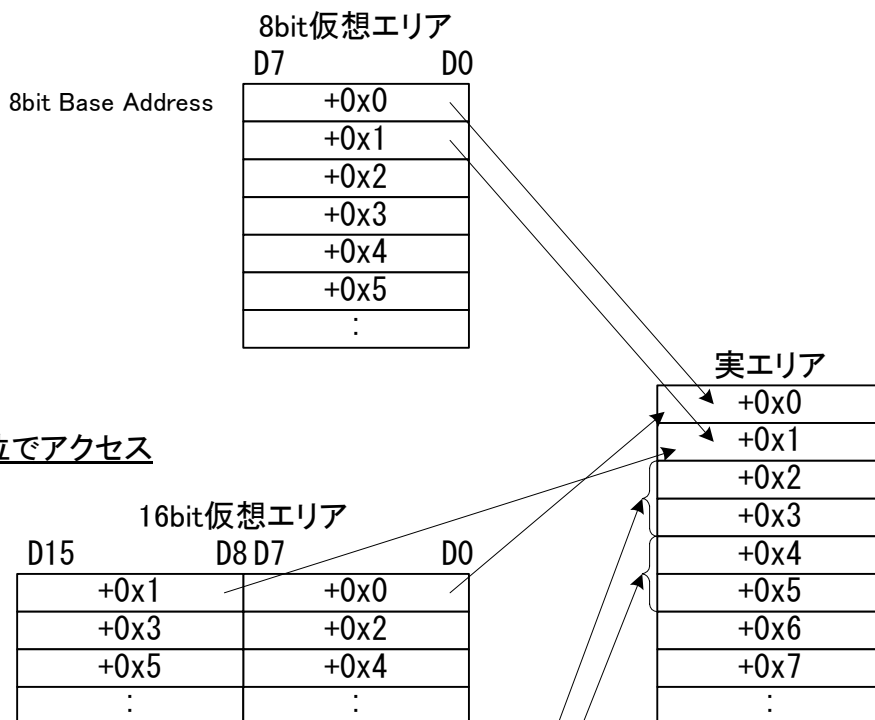 8bit仮想エリア
D7 D0
8bit Base Address
+0x0
+0x1
+0x2
+0x3
+0x4
+0x5
:
実エリア
+0x0
+0x1
+0x2
+0x3
+0x4
+0x5
+0x6
+0x7
:
でアクセス
16bit仮想エリア
D15 D8 D7 D0
+0x1 +0x0
+0x3 +0x2
+0x5 +0x4
: :